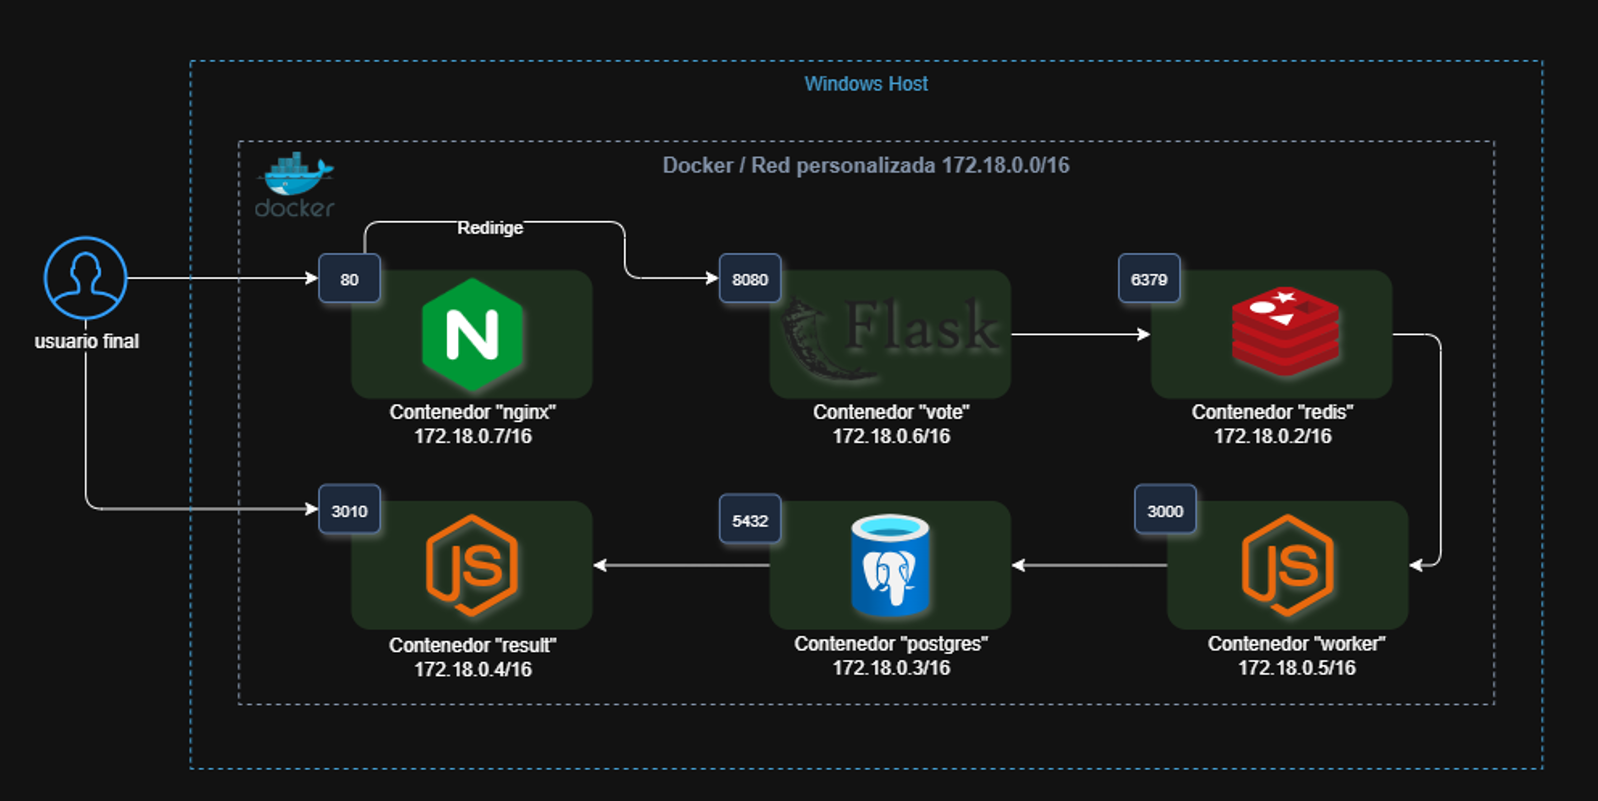 Windows Host
Docker / Red personalizada 172.18.0.0/16
docker
Redirige
80
8080
6379
N
Flask
usuario final
Contenedor "nginx"
172.18.0.7/16
Contenedor "vote"
172.18.0.6/16
Contenedor "redis"
172.18.0.2/16
3010
5432
3000
JS
JS
Contenedor "result"
172.18.0.4/16
Contenedor "postgres"
172.18.0.3/16
Contenedor "worker"
172.18.0.5/16